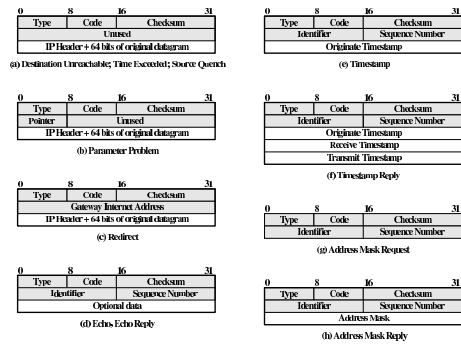 0 8 16 31
Type Code Checksum
Unused
IP Header + 64 bits of original datagram
(a) Destination Unreachable; Time Exceeded; Source Quench
0 8 16 31
Type Code Checksum
Pointer Unused
IP Header + 64 bits of original datagram
(b) Parameter Problem
0 8 16 31
Type Code Checksum
Gateway Internet Address
IP Header + 64 bits of original datagram
(c) Redirect
0 8 16 31
Type Code Checksum
Identifier Sequence Number
Optional data
(d) Echo, Echo Reply
0 8 16 31
Type Code Checksum
Identifier Sequence Number
Originate Timestamp
(e) Timestamp
0 8 16 31
Type Code Checksum
Identifier Sequence Number
Originate Timestamp
Receive Timestamp
Transmit Timestamp
(f) Timestamp Reply
0 8 16 31
Type Code Checksum
Identifier Sequence Number
(g) Address Mask Request
0 8 16 31
Type Code Checksum
Identifier Sequence Number
Address Mask
(h) Address Mask Reply